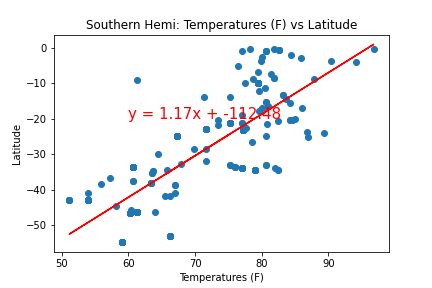 Southern Hemi: Temperatures (F) vs Latitude
0
−10
−20
−30
−40
−50
Latitude
y = 1.17x + -112.48
50 60 70 80 90
Temperatures (F)